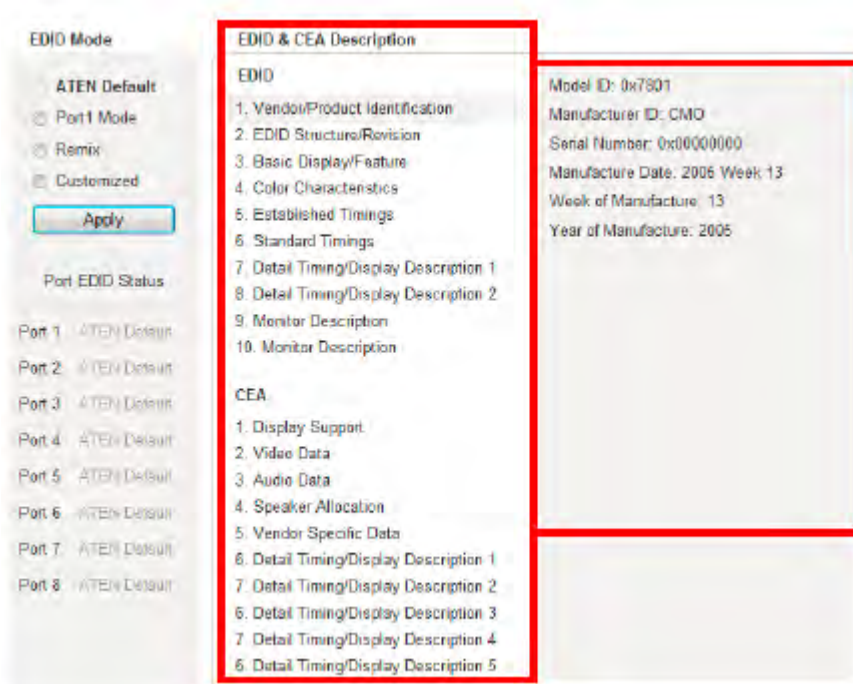 EDID Mode
ATEN Default
Port1 Mode
Remix
Customized
Apply
Port EDID Status
Port 1 ATEN Default
Port 2 ATEN Default
Port 3 ATEN Default
Port 4 ATEN Default
Port 5 ATEN Default
Port 6 ATEN Default
Port 7 ATEN Default
Port 8 ATEN Default
EDID & CEA Description
EDID
1. Vendor/Product Identification
2. EDID Structure/Revision
3. Basic Display/Feature
4. Color Characteristics
5. Established Timings
6. Standard Timings
7. Detail Timing/Display Description 1
8. Detail Timing/Display Description 2
9. Monitor Description
10. Monitor Description
CEA
1. Display Support
2. Video Data
3. Audio Data
4. Speaker Allocation
5. Vendor Specific Data
6. Detail Timing/Display Description 1
7. Detail Timing/Display Description 2
6. Detail Timing/Display Description 3
7. Detail Timing/Display Description 4
6. Detail Timing/Display Description 5
Model ID: 0x7801
Manufacturer ID: CMO
Serial Number: 0x00000000
Manufacture Date: 2006 Week 13
Week of Manufacture: 13
Year of Manufacture: 2006